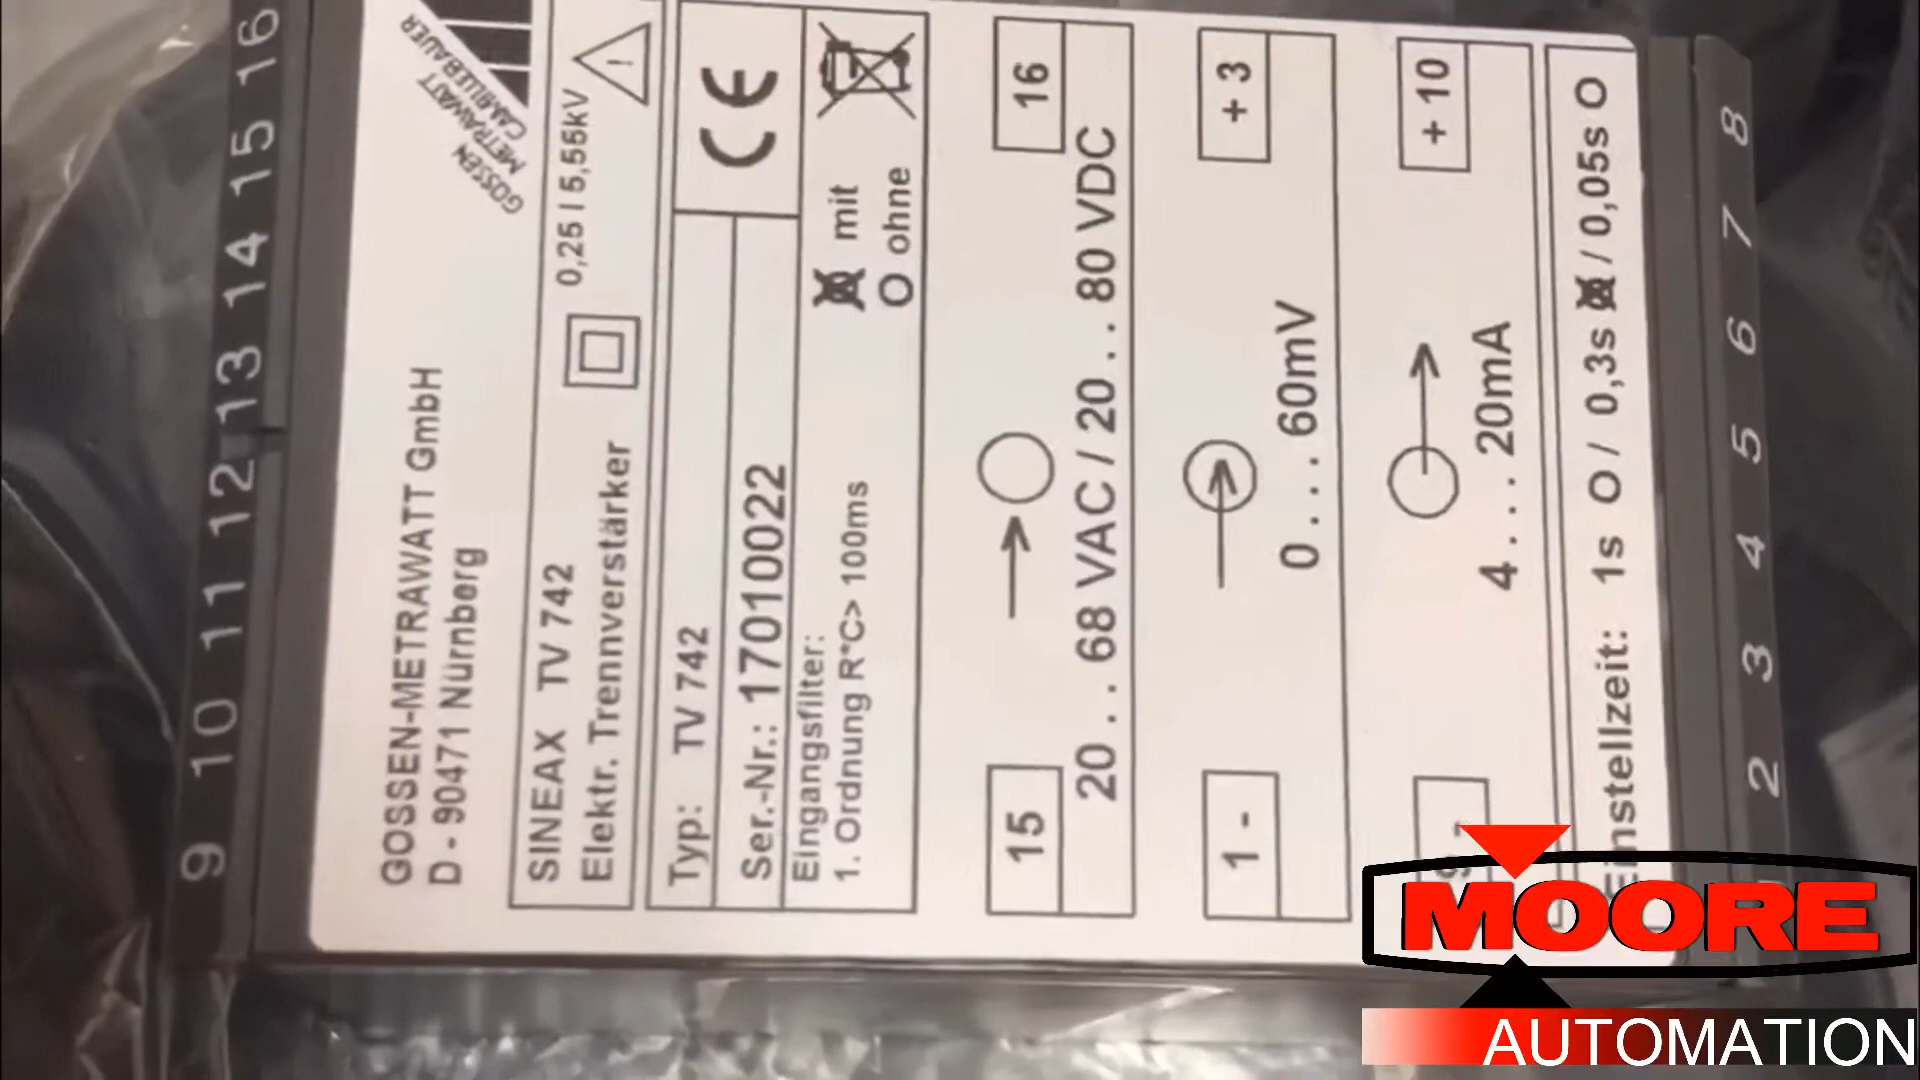 9 10 11 12 13 14 15 16
GOSSEN-METRAWATT GmbH
D - 90471 Nürnberg
GOSSEN
METRAWATT
CAMILLEBAUER
SINEAX TV 742
0,25 I 5,55kV
Elektr. Trennverstärker
Typ: TV 742
CE
Ser.-Nr.: 17010022
Eingangsfilter:
1. Ordnung R*C> 100ms
mit
O ohne
15
16
20 . . 68 VAC / 20 . . 80 VDC
1 -
+ 3
0 . . . 60mV
+ 10
4 . . . 20mA
Einstellzeit: 1s O / 0,3s / 0,05s O
2 3 4 5 6 7 8
MOORE
AUTOMATION